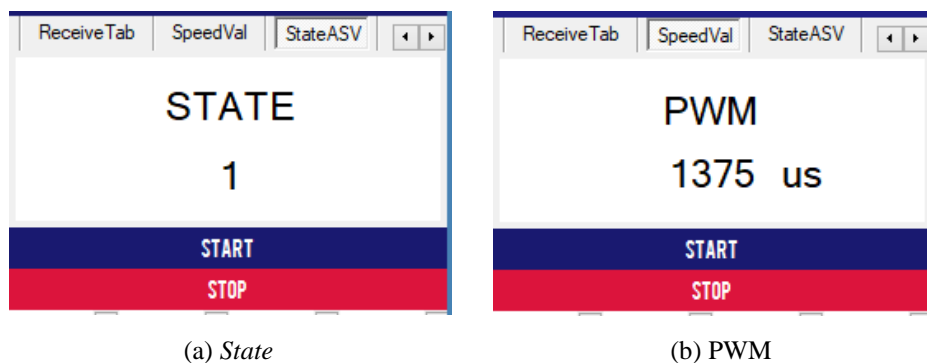 ReceiveTab SpeedVal StateASV
STATE
1
START
STOP
(a) State
ReceiveTab SpeedVal StateASV
PWM
1375 us
START
STOP
(b) PWM